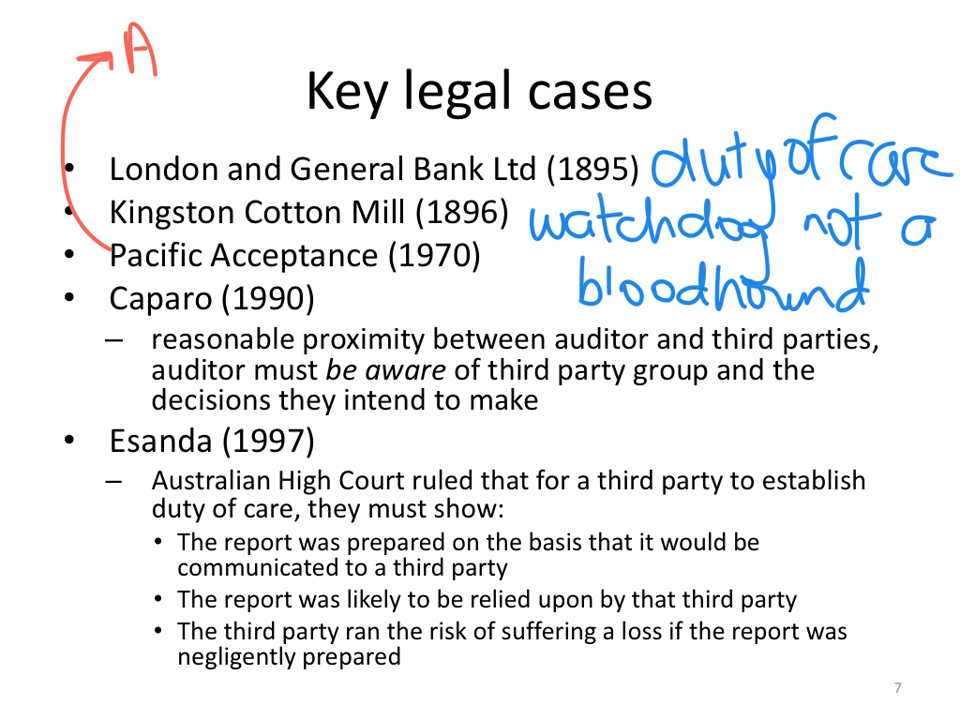 A
Key legal cases
• London and General Bank Ltd (1895) duty of care
• Kingston Cotton Mill (1896) watchdog not a
bloodhound
• Pacific Acceptance (1970)
• Caparo (1990)
– reasonable proximity between auditor and third parties,
auditor must be aware of third party group and the
decisions they intend to make
• Esanda (1997)
– Australian High Court ruled that for a third party to establish
duty of care, they must show:
• The report was prepared on the basis that it would be
communicated to a third party
• The report was likely to be relied upon by that third party
• The third party ran the risk of suffering a loss if the report was
negligently prepared
7